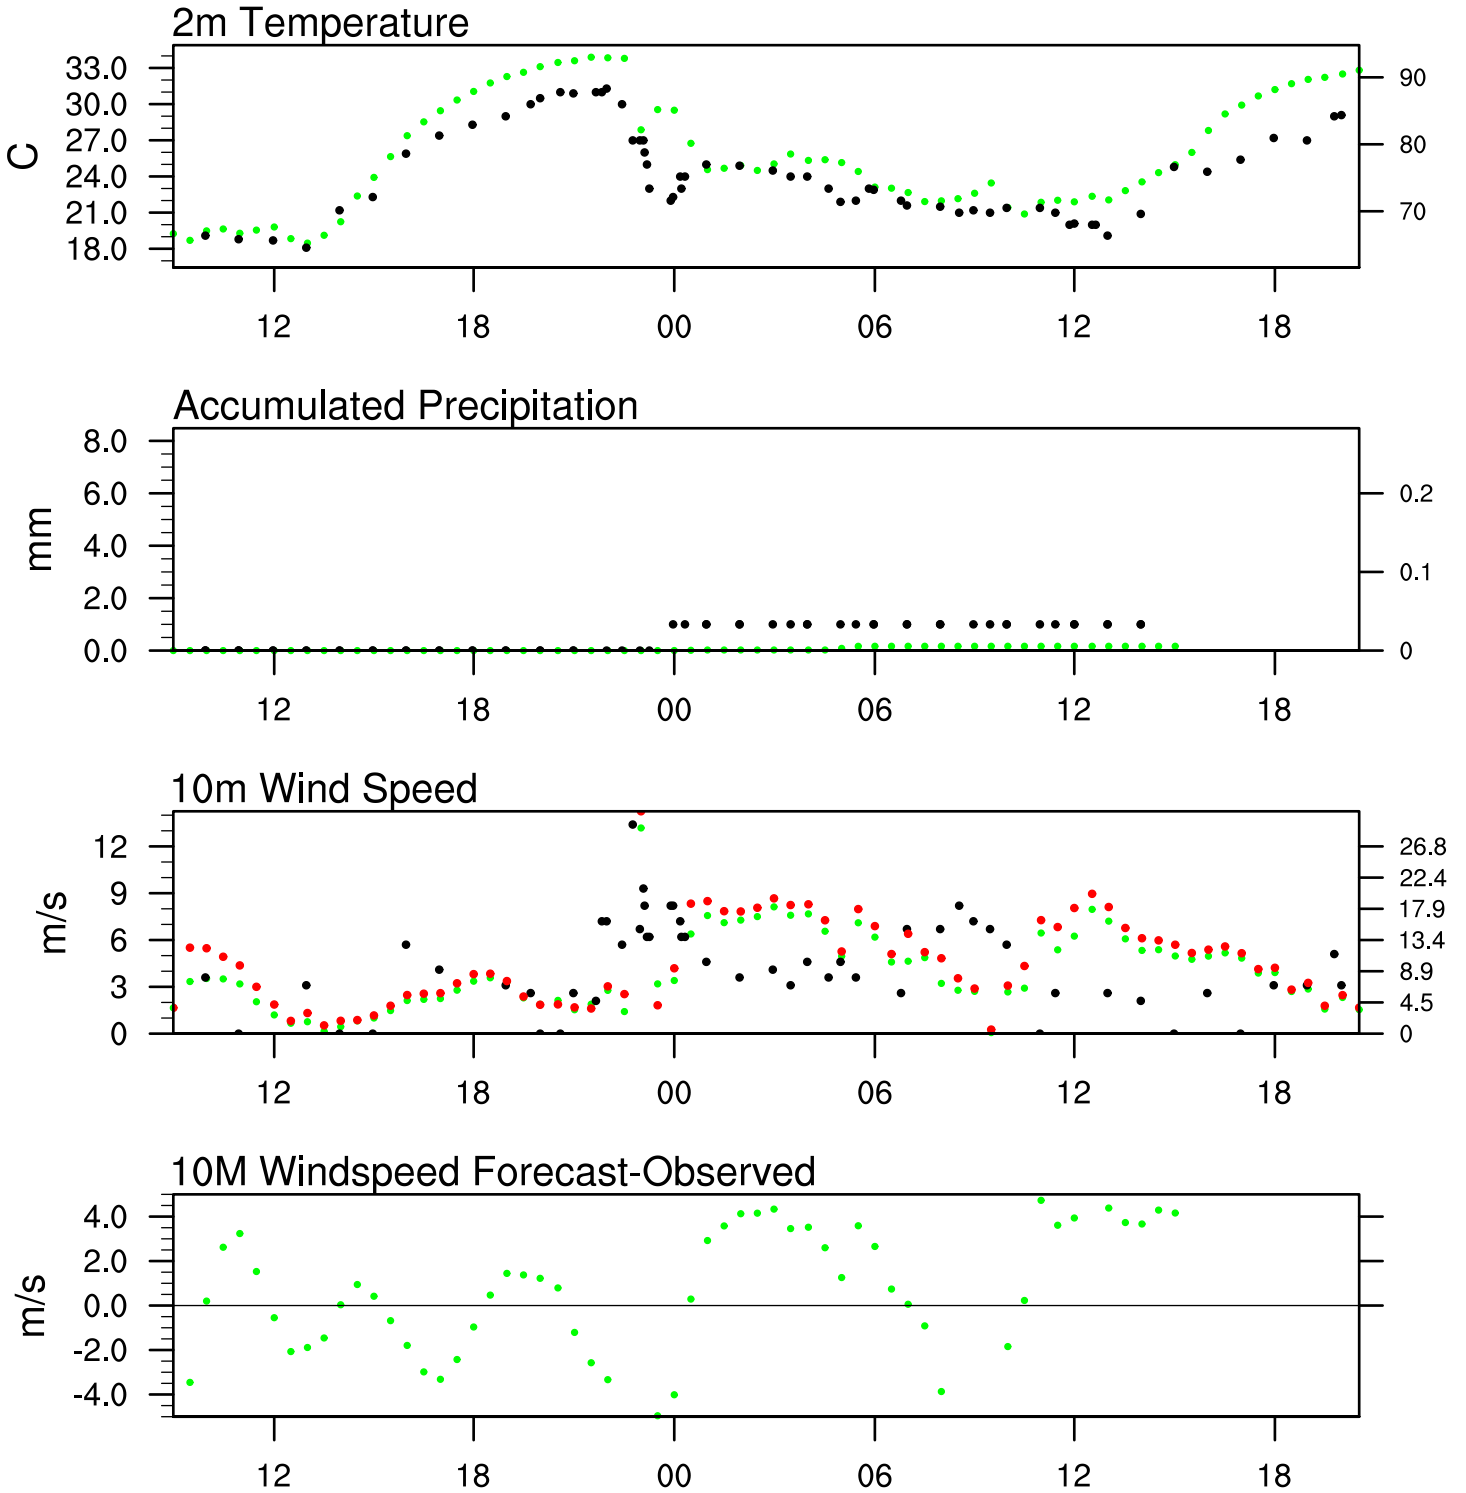 2m Temperature
33.0
30.0
27.0
24.0
21.0
18.0
C
90
80
70
12 18 00 06 12 18
Accumulated Precipitation
8.0
6.0
4.0
2.0
0.0
mm
0.2
0.1
0
12 18 00 06 12 18
10m Wind Speed
12
9
6
3
0
m/s
26.8
22.4
17.9
13.4
8.9
4.5
0
12 18 00 06 12 18
10M Windspeed Forecast-Observed
4.0
2.0
0.0
-2.0
-4.0
m/s
12 18 00 06 12 18